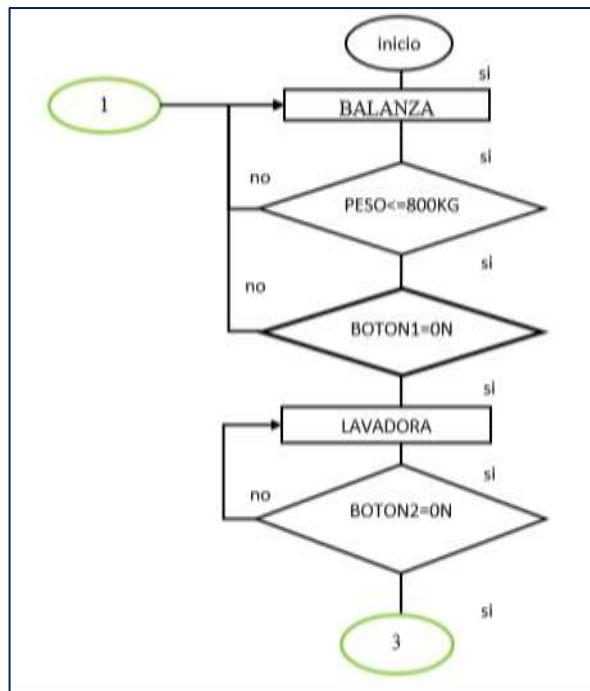 inicio
si
1
BALANZA
si
no
PESO<=800KG
si
no
BOTON1=0N
si
LAVADORA
si
no
BOTON2=0N
si
3